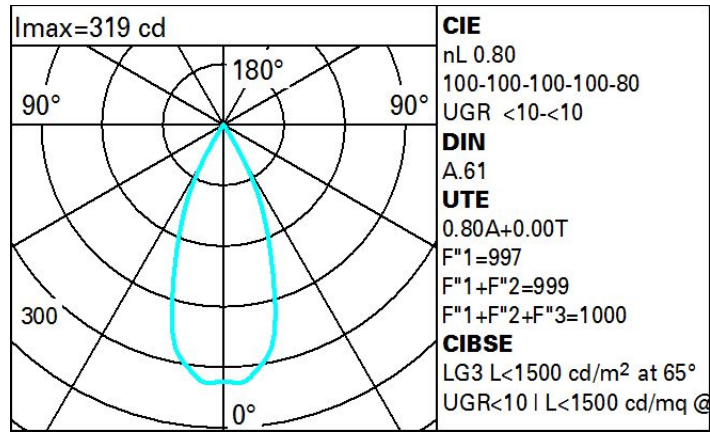 Imax=319 cd
180°
90°
90°
300
0°
CIE
nL 0.80
100-100-100-100-80
UGR <10-<10
DIN
A.61
UTE
0.80A+0.00T
F"1=997
F"1+F"2=999
F"1+F"2+F"3=1000
CIBSE
LG3 L<1500 cd/m² at 65°
UGR<10 | L<1500 cd/mq @